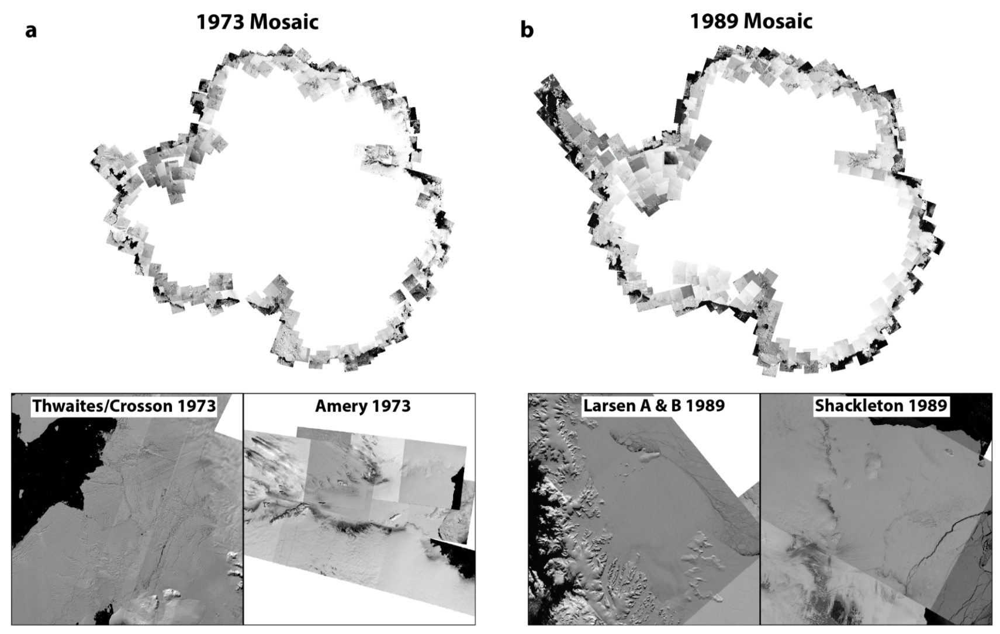 a
1973 Mosaic
b
1989 Mosaic
Thwaites/Crosson 1973
Amery 1973
Larsen A & B 1989
Shackleton 1989